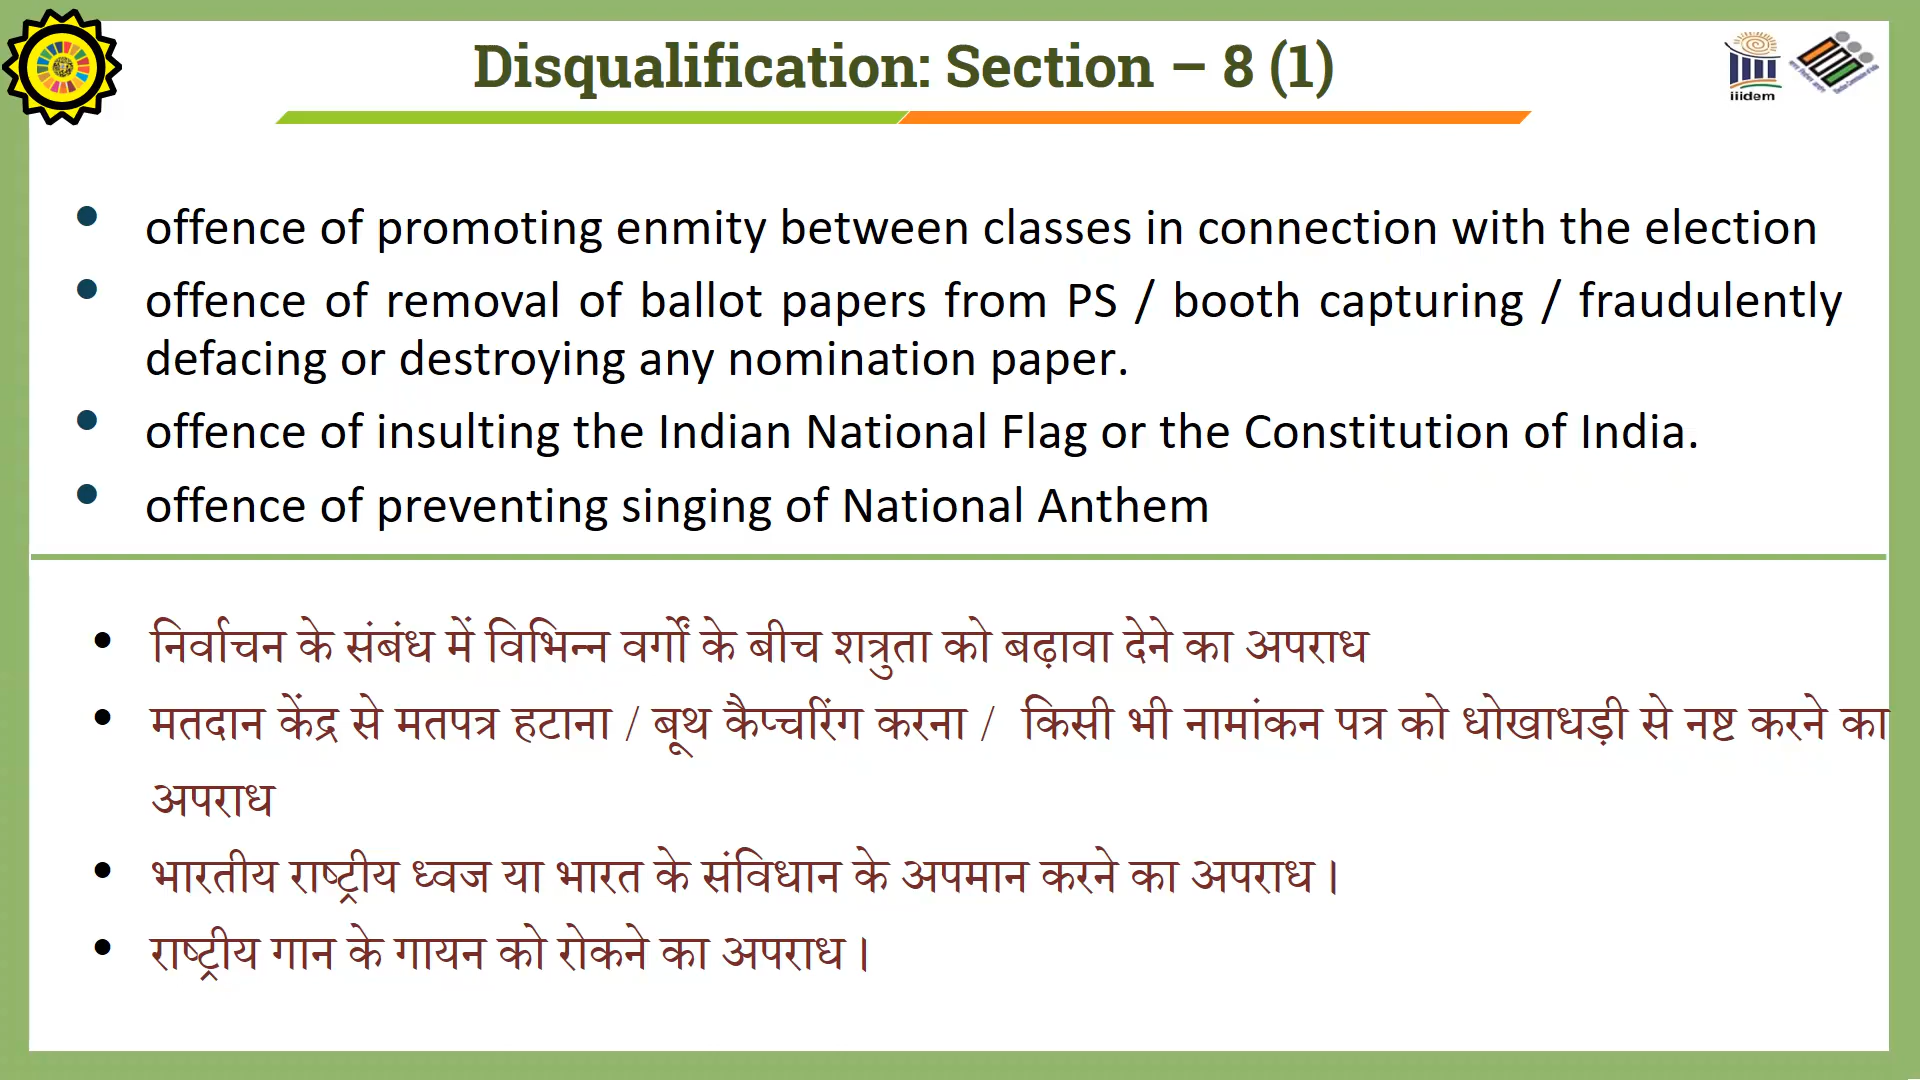 Disqualification: Section – 8 (1)
iiidem
• offence of promoting enmity between classes in connection with the election
• offence of removal of ballot papers from PS / booth capturing / fraudulently
defacing or destroying any nomination paper.
• offence of insulting the Indian National Flag or the Constitution of India.
• offence of preventing singing of National Anthem
• निर्वाचन के संबंध में विभिन्न वर्गों के बीच शत्रुता को बढ़ावा देने का अपराध
• मतदान केंद्र से मतपत्र हटाना / बूथ कैप्चरिंग करना / किसी भी नामांकन पत्र को धोखाधड़ी से नष्ट करने का
अपराध
• भारतीय राष्ट्रीय ध्वज या भारत के संविधान के अपमान करने का अपराध।
• राष्ट्रीय गान के गायन को रोकने का अपराध।